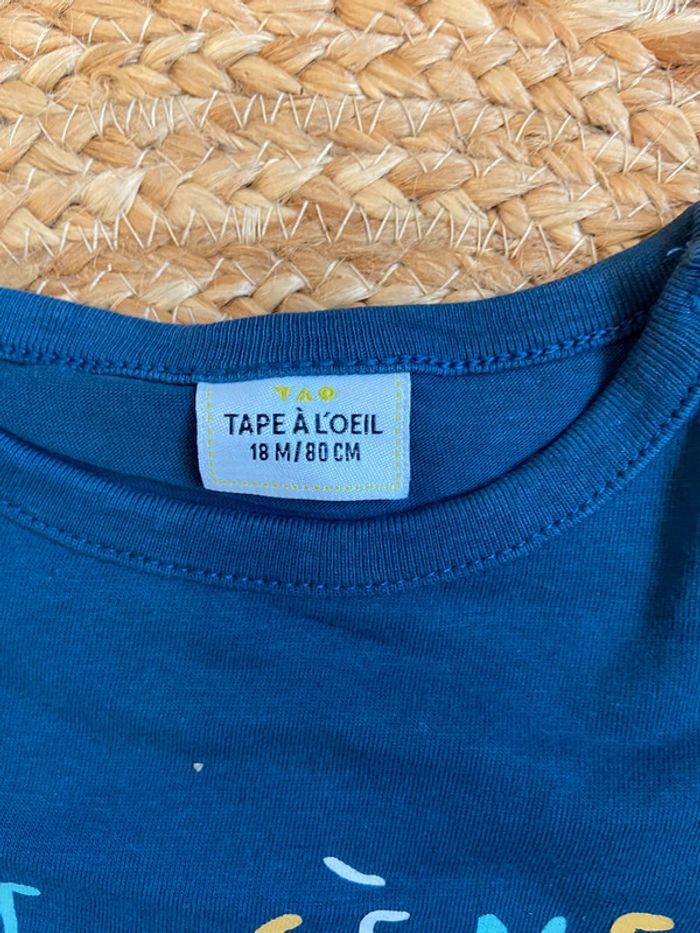 TAO
TAPE À L'OEIL
18 M/80 CM